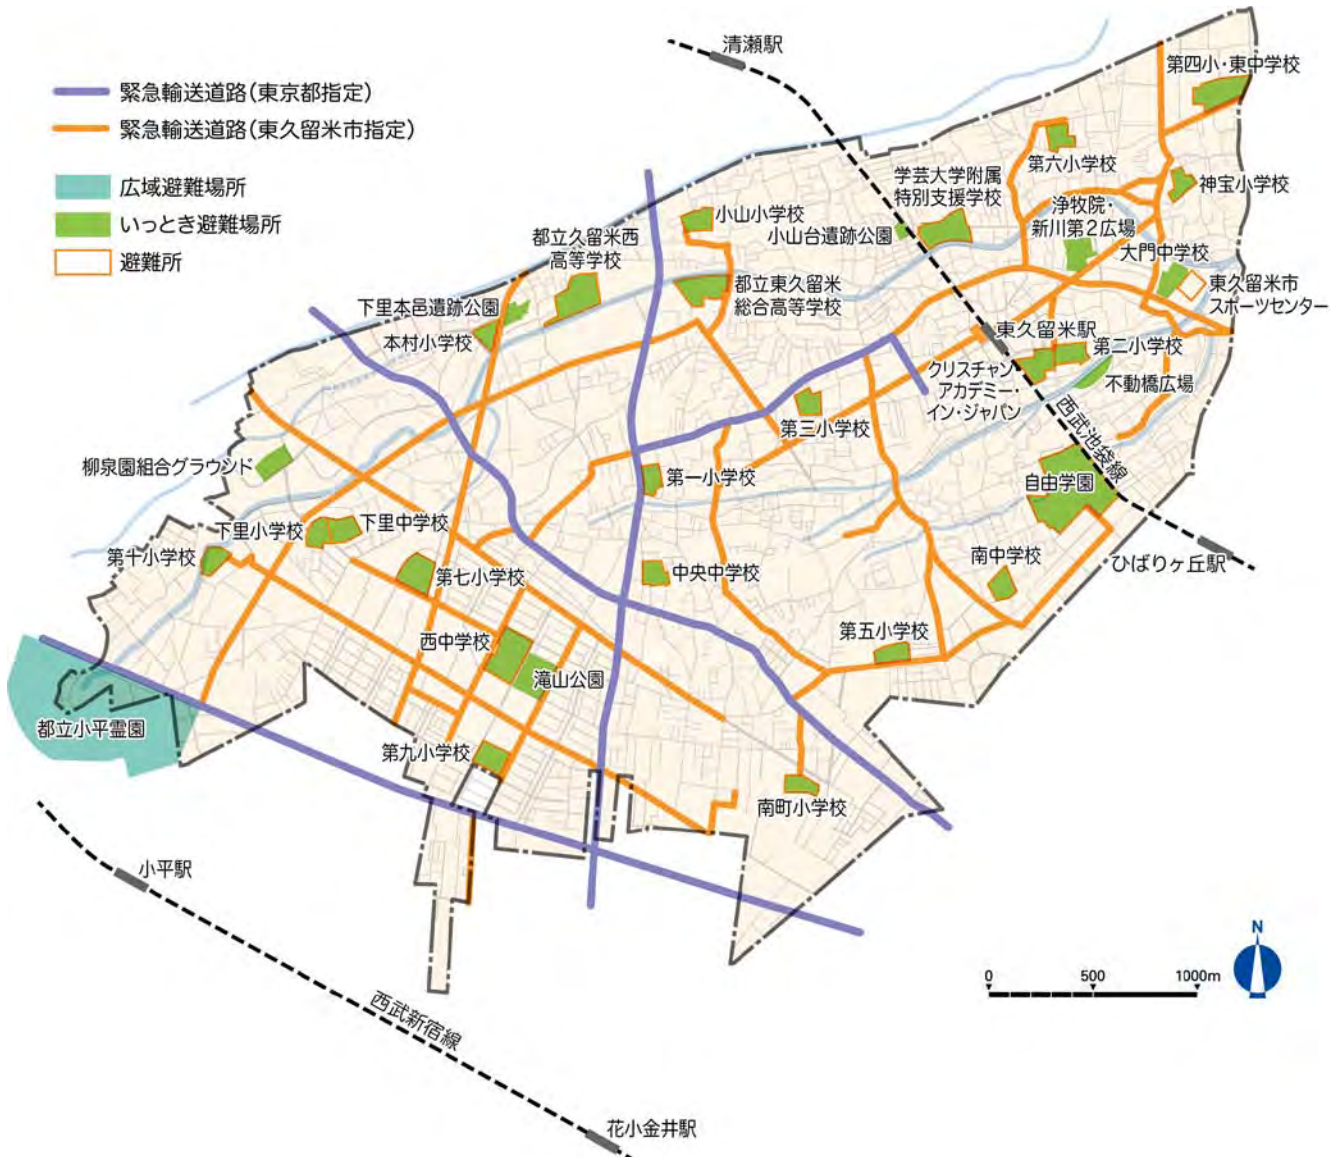 清瀬駅
緊急輸送道路(東京都指定)
緊急輸送道路(東久留米市指定)
広域避難場所
いっとき避難場所
避難所
第四小・東中学校
第六小学校
神宝小学校
学芸大学附属
特別支援学校
浄牧院・
新川第2広場
小山小学校
小山台遺跡公園
都立久留米西
高等学校
大門中学校
東久留米市
スポーツセンター
都立東久留米
総合高等学校
下里本邑遺跡公園
本村小学校
東久留米駅
第二小学校
クリスチャン
アカデミー・
イン・ジャパン
不動橋広場
第三小学校
西武池袋線
柳泉園組合グラウンド
第一小学校
自由学園
下里小学校
下里中学校
第十小学校
第七小学校
中央中学校
南中学校
ひばりヶ丘駅
西中学校
第五小学校
滝山公園
都立小平霊園
第九小学校
南町小学校
小平駅
N
0
500
1000m
西武新宿線
花小金井駅